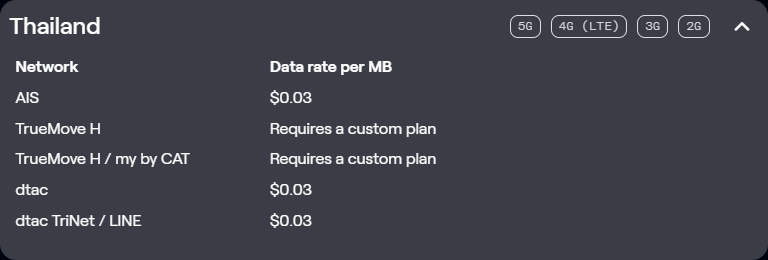 Thailand 5G 4G (LTE) 3G 2G
Network Data rate per MB
AIS $0.03
TrueMove H Requires a custom plan
TrueMove H / my by CAT Requires a custom plan
dtac $0.03
dtac TriNet / LINE $0.03